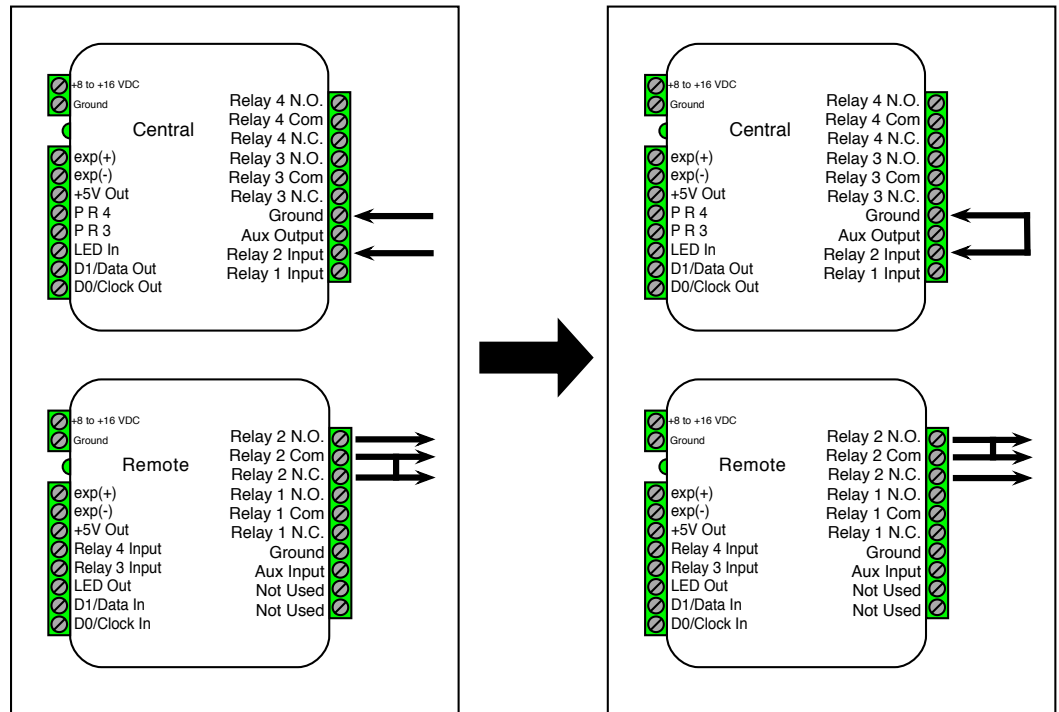 +8 to +16 VDC
Ground
Central
exp(+)
exp(-)
+5V Out
P R 4
P R 3
LED In
D1/Data Out
D0/Clock Out
Relay 4 N.O.
Relay 4 Com
Relay 4 N.C.
Relay 3 N.O.
Relay 3 Com
Relay 3 N.C.
Ground
Aux Output
Relay 2 Input
Relay 1 Input
+8 to +16 VDC
Ground
Remote
exp(+)
exp(-)
+5V Out
Relay 4 Input
Relay 3 Input
LED Out
D1/Data In
D0/Clock In
Relay 2 N.O.
Relay 2 Com
Relay 2 N.C.
Relay 1 N.O.
Relay 1 Com
Relay 1 N.C.
Ground
Aux Input
Not Used
Not Used
+8 to +16 VDC
Ground
Central
exp(+)
exp(-)
+5V Out
P R 4
P R 3
LED In
D1/Data Out
D0/Clock Out
Relay 4 N.O.
Relay 4 Com
Relay 4 N.C.
Relay 3 N.O.
Relay 3 Com
Relay 3 N.C.
Ground
Aux Output
Relay 2 Input
Relay 1 Input
+8 to +16 VDC
Ground
Remote
exp(+)
exp(-)
+5V Out
Relay 4 Input
Relay 3 Input
LED Out
D1/Data In
D0/Clock In
Relay 2 N.O.
Relay 2 Com
Relay 2 N.C.
Relay 1 N.O.
Relay 1 Com
Relay 1 N.C.
Ground
Aux Input
Not Used
Not Used